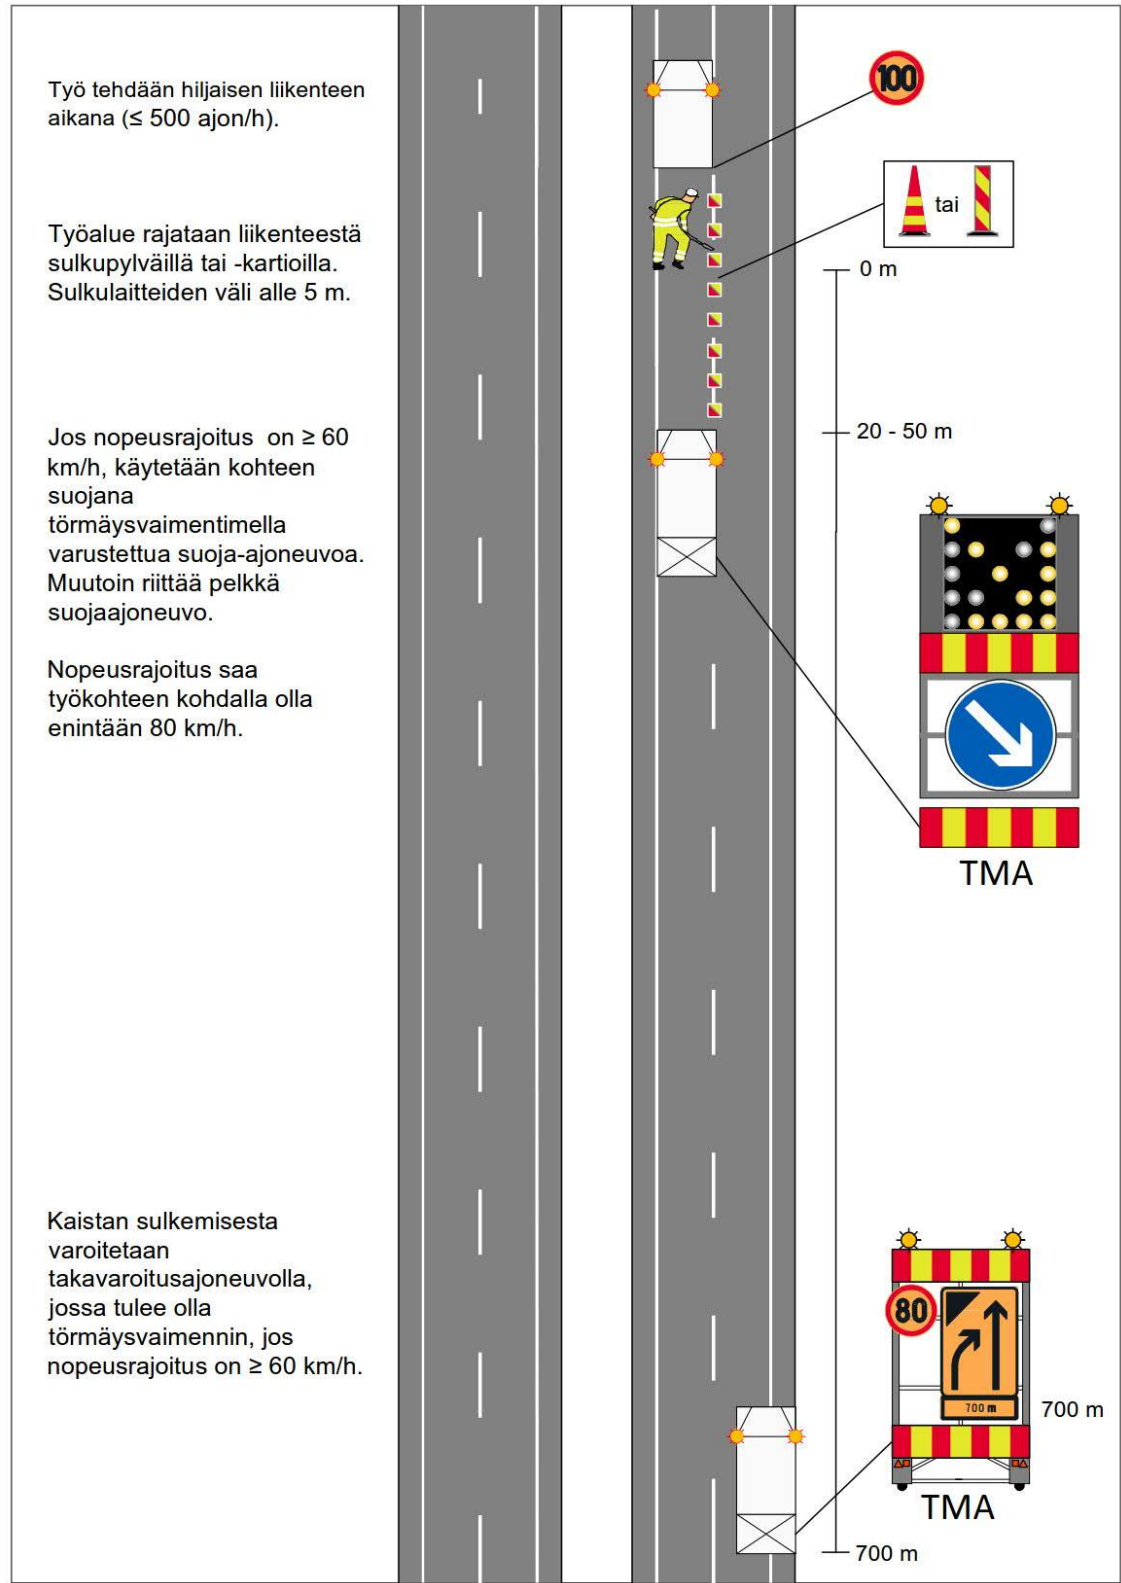 Työ tehdään hiljaisen liikenteen
aikana (≤ 500 ajon/h).
100
tai
Työalue rajataan liikenteestä
sulkupylväillä tai -kartioilla.
Sulkulaitteiden väli alle 5 m.
0 m
Jos nopeusrajoitus on ≥ 60
km/h, käytetään kohteen
suojana
törmäysvaimentimella
varustettua suoja-ajoneuvoa.
Muutoin riittää pelkkä
suojaajoneuvo.
20 - 50 m
Nopeusrajoitus saa
työkohteen kohdalla olla
enintään 80 km/h.
TMA
Kaistan sulkemisesta
varoitetaan
takavaroitusajoneuvolla,
jossa tulee olla
törmäysvaimennin, jos
nopeusrajoitus on ≥ 60 km/h.
80
700 m
700 m
TMA
700 m